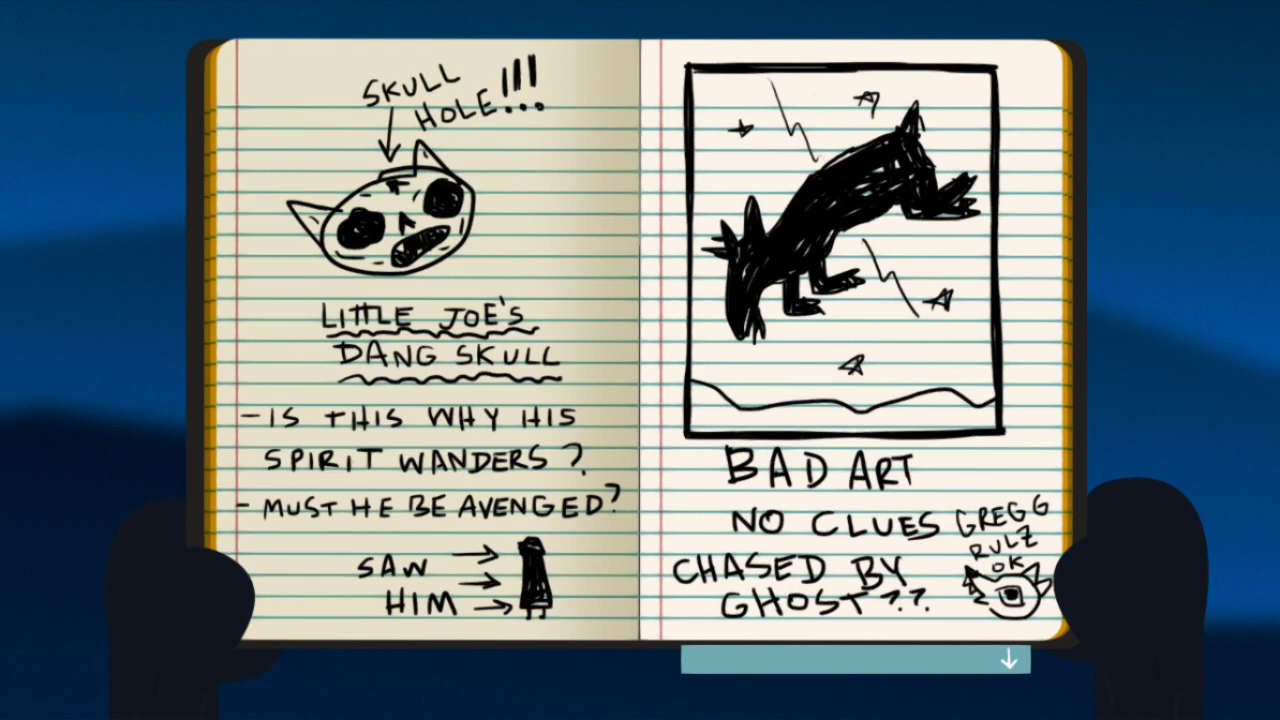 SKULL
HOLE!!!
LITTLE JOE'S
DANG SKULL
- IS THIS WHY HIS
SPIRIT WANDERS?
- MUST HE BE AVENGED?
SAW
HIM
BAD ART
NO CLUES
CHASED BY
GHOST??
GREGG
RULZ
OK